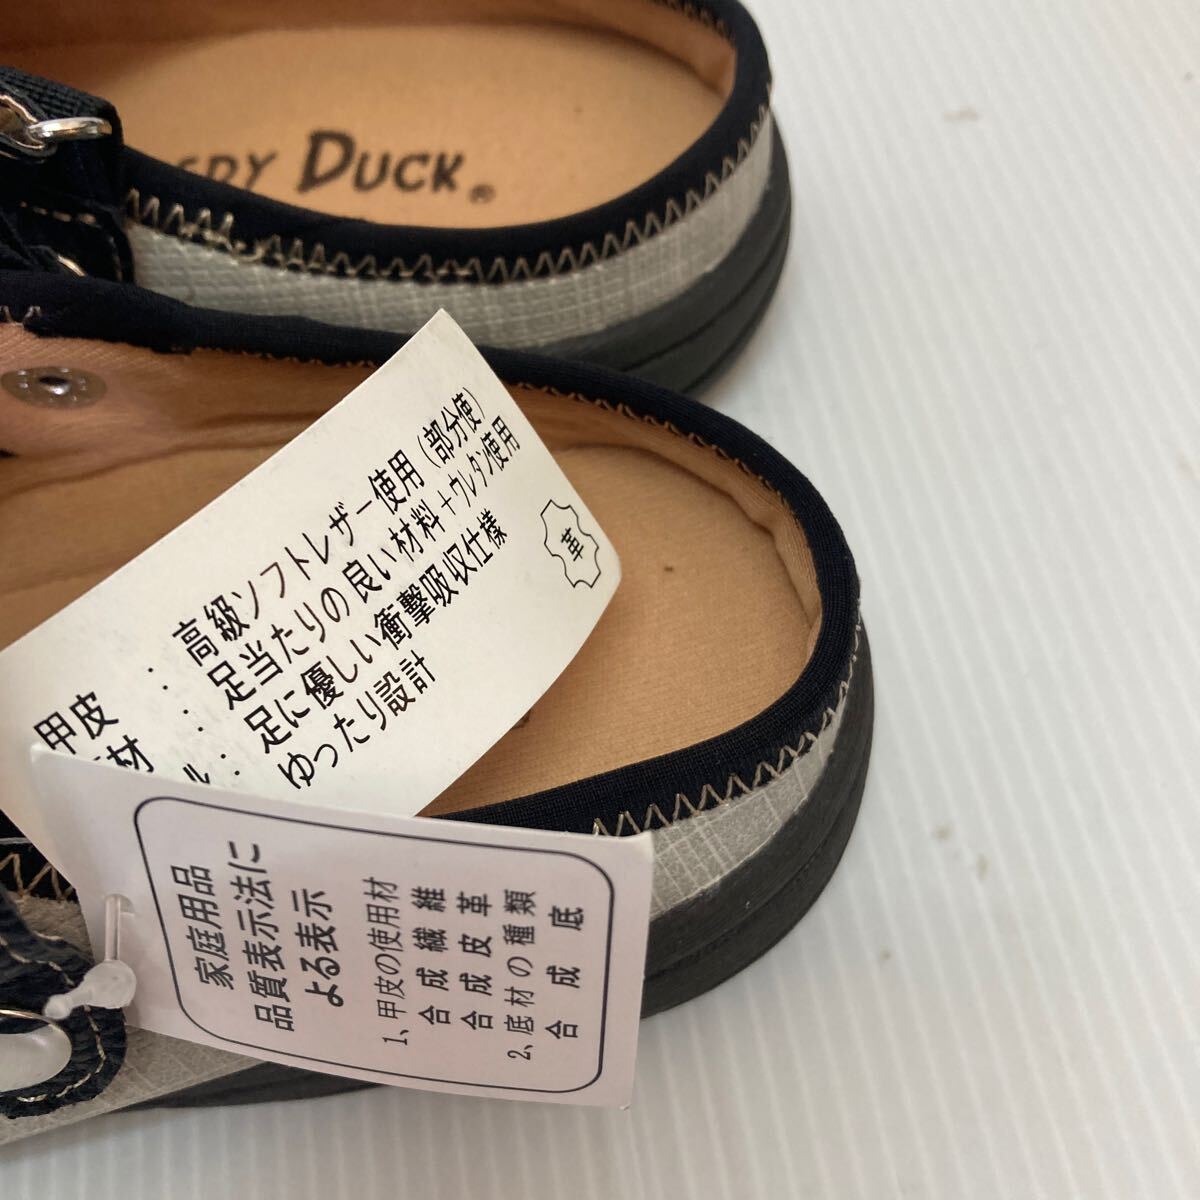 DUCK®
甲皮 : 高級ソフトレザー使用（部分使）
材 : 足当たりの良い材料＋ウレタン使用
ル : 足に優しい衝撃吸収仕様
ゆったり設計
革
家庭用品
品質表示法に
よる表示
1、甲皮の使用材
合成繊維
合成皮革
2、底材の種類
合成底